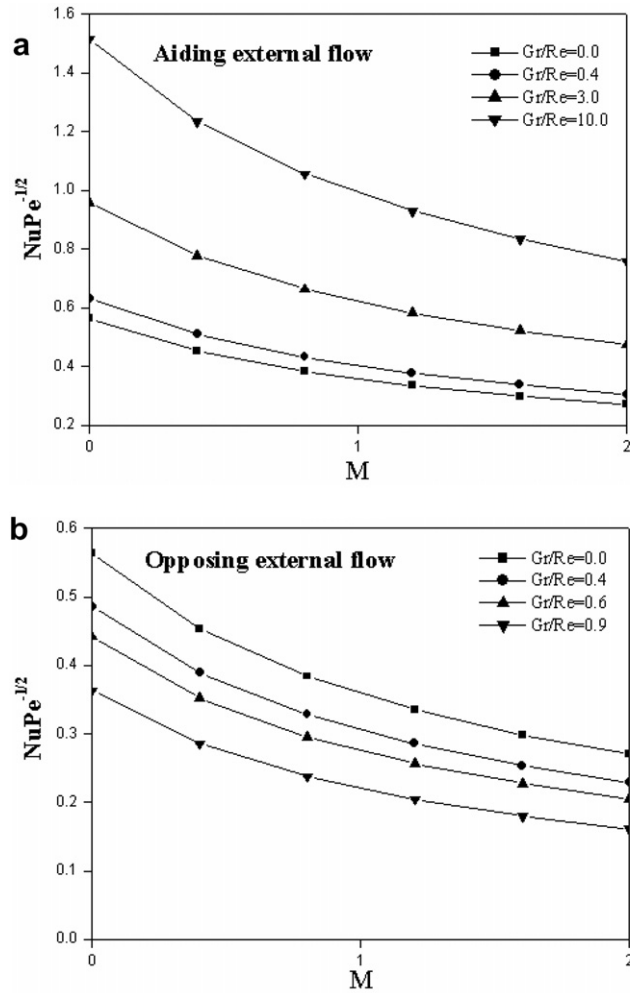 a
Aiding external flow
Gr/Re=0.0
Gr/Re=0.4
Gr/Re=3.0
Gr/Re=10.0
1.6
1.4
1.2
1.0
0.8
0.6
0.4
0.2
NuPe^-1/2
0 1 2
M
b
Opposing external flow
Gr/Re=0.0
Gr/Re=0.4
Gr/Re=0.6
Gr/Re=0.9
0.6
0.5
0.4
0.3
0.2
0.1
0.0
NuPe^-1/2
0 1 2
M